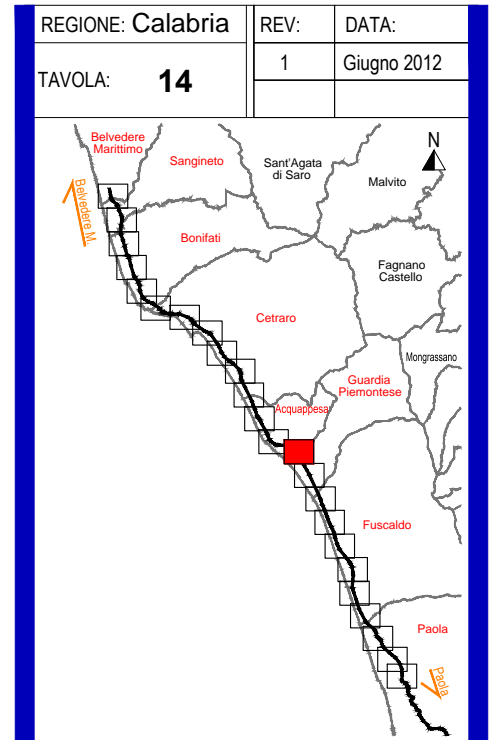 REGIONE: Calabria
REV:
DATA:
TAVOLA: 14
1
Giugno 2012
Belvedere
Marittimo
Sangineto
Sant'Agata
di Saro
Malvito
N
Belvedere M.
Bonifati
Fagnano
Castello
Cetraro
Mongrassano
Guardia
Piemontese
Acquappesa
Fuscaldo
Paola
Paola